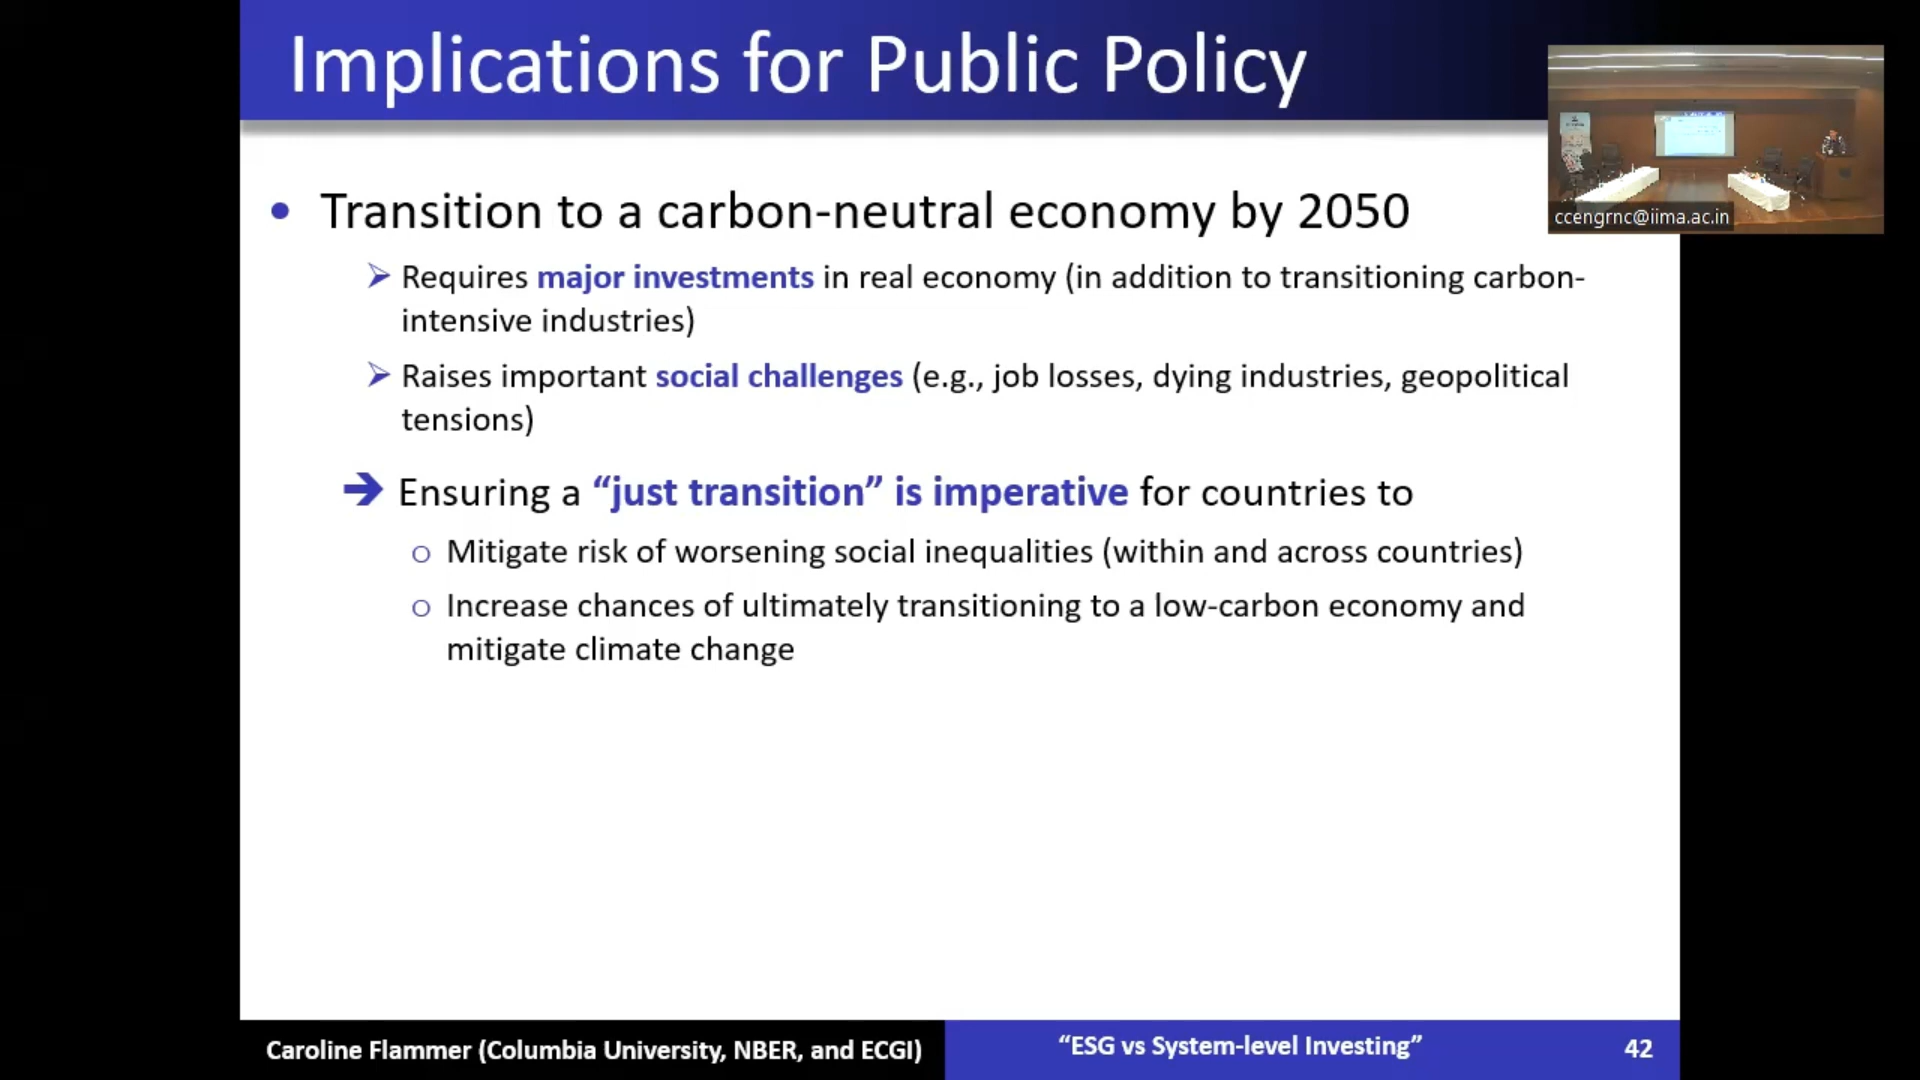 Implications for Public Policy
ccengrnc@iima.ac.in
• Transition to a carbon-neutral economy by 2050
➢ Requires major investments in real economy (in addition to transitioning carbon-
intensive industries)
➢ Raises important social challenges (e.g., job losses, dying industries, geopolitical
tensions)
➔ Ensuring a “just transition” is imperative for countries to
o Mitigate risk of worsening social inequalities (within and across countries)
o Increase chances of ultimately transitioning to a low-carbon economy and
mitigate climate change
Caroline Flammer (Columbia University, NBER, and ECGI)
“ESG vs System-level Investing”
42